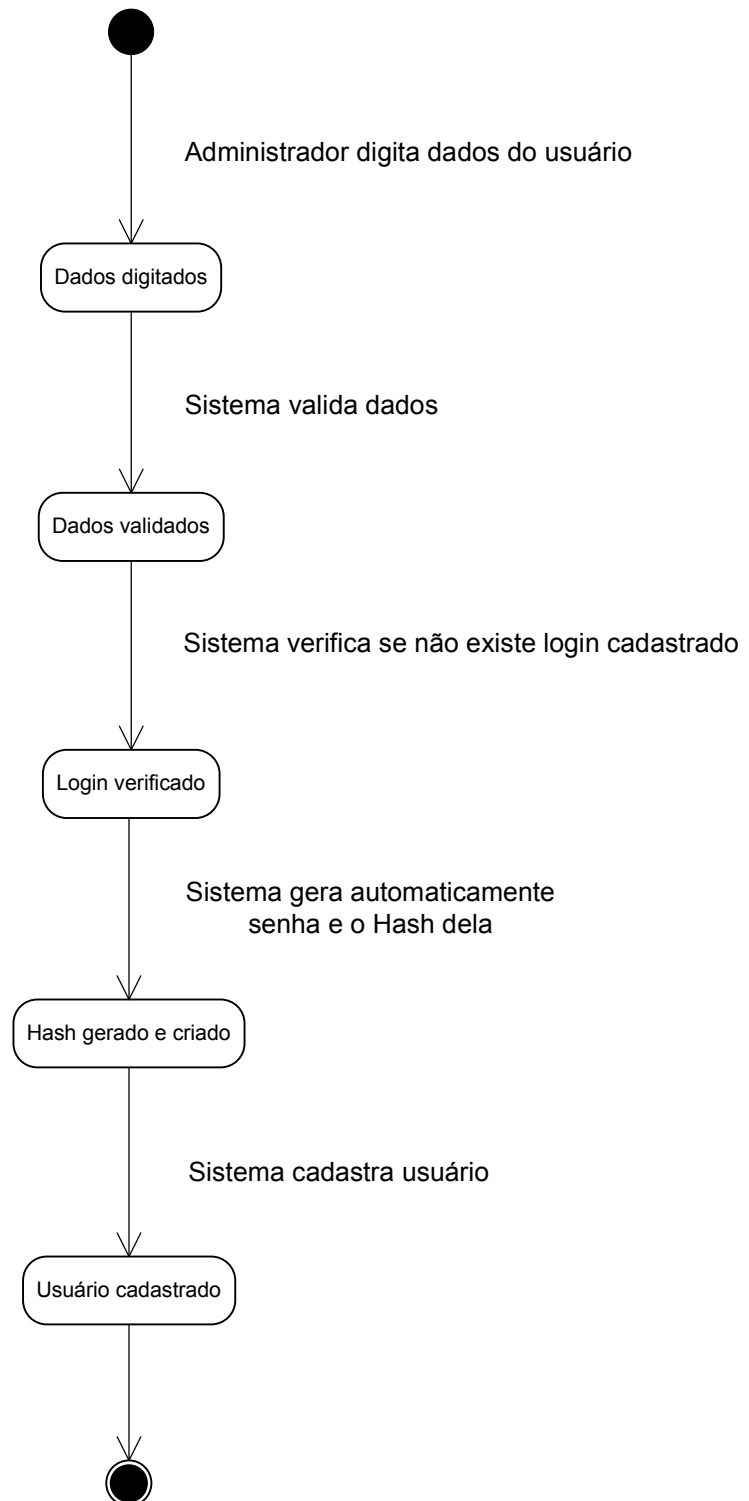 Administrador digita dados do usuário
Dados digitados
Sistema valida dados
Dados validados
Sistema verifica se não existe login cadastrado
Login verificado
Sistema gera automaticamente
senha e o Hash dela
Hash gerado e criado
Sistema cadastra usuário
Usuário cadastrado